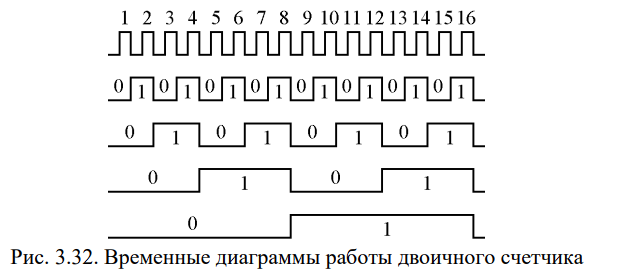 1 2 3 4 5 6 7 8 9 10 11 12 13 14 15 16
0 1 0 1 0 1 0 1 0 1 0 1 0 1 0 1
0 1 0 1 0 1 0 1
0 1 0 1
0 1
Рис. 3.32. Временные диаграммы работы двоичного счетчика